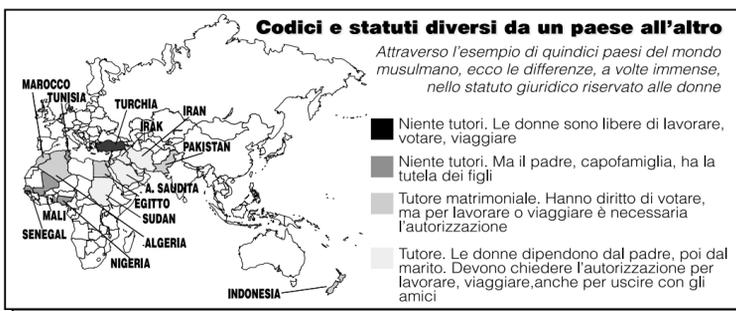 Codici e statuti diversi da un paese all'altro
Attraverso l'esempio di quindici paesi del mondo
musulmano, ecco le differenze, a volte immense,
nello statuto giuridico riservato alle donne
Niente tutori. Le donne sono libere di lavorare,
votare, viaggiare
Niente tutori. Ma il padre, capofamiglia, ha la
tutela dei figli
Tutore matrimoniale. Hanno diritto di votare,
ma per lavorare o viaggiare è necessaria
l'autorizzazione
Tutore. Le donne dipendono dal padre, poi dal
marito. Devono chiedere l'autorizzazione per
lavorare, viaggiare,anche per uscire con gli
amici
MAROCCO
TUNISIA
TURCHIA
IRAN
IRAK
PAKISTAN
A. SAUDITA
EGITTO
MALI
SUDAN
SENEGAL
ALGERIA
NIGERIA
INDONESIA